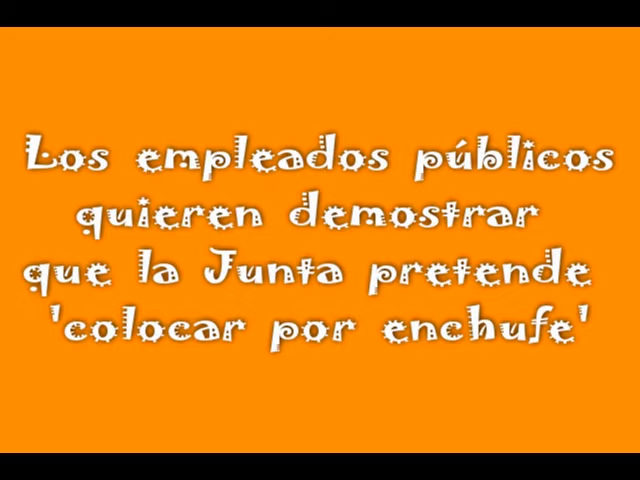 Los empleados públicos
quieren demostrar
que la Junta pretende
'colocar por enchufe'